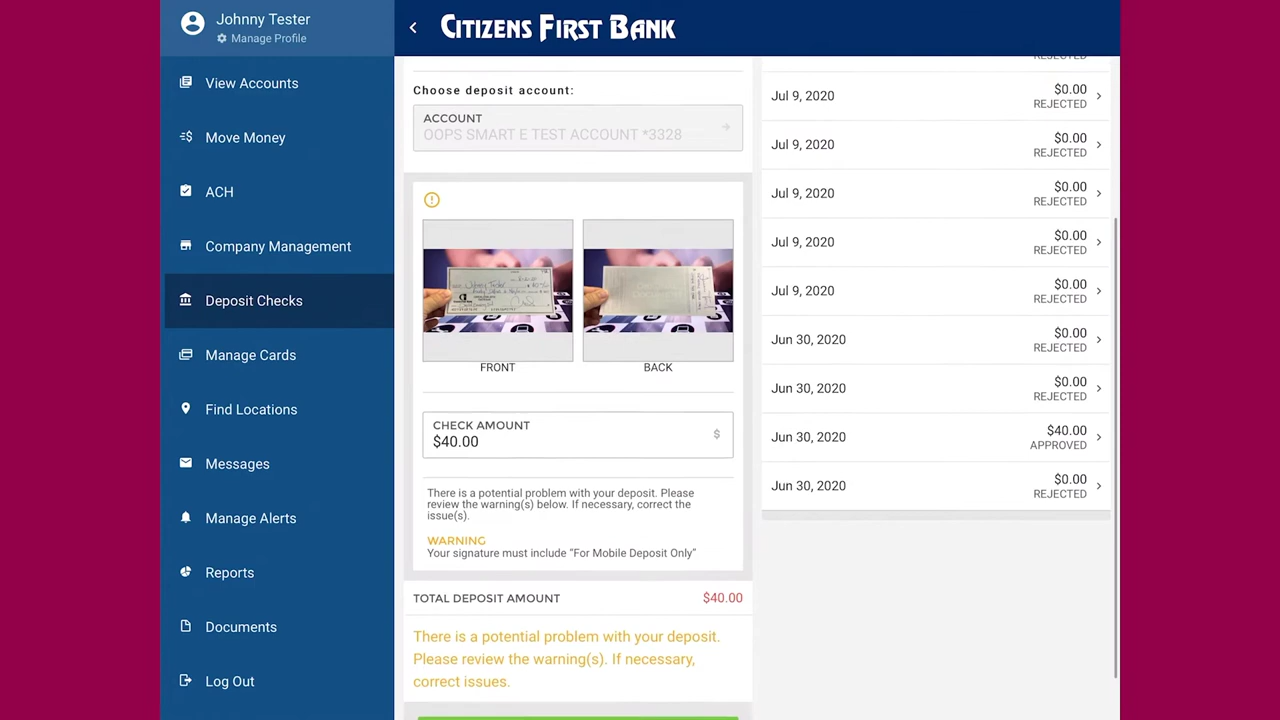 Johnny Tester
Manage Profile
View Accounts
Move Money
ACH
Company Management
Deposit Checks
Manage Cards
Find Locations
Messages
Manage Alerts
Reports
Documents
Log Out
CITIZENS FIRST BANK
Choose deposit account:
ACCOUNT
OOPS SMART E TEST ACCOUNT *3328
Johnny Tester
FRONT
BACK
CHECK AMOUNT
$40.00
$
There is a potential problem with your deposit. Please
review the warning(s) below. If necessary, correct the
issue(s).
WARNING
Your signature must include “For Mobile Deposit Only”
TOTAL DEPOSIT AMOUNT $40.00
There is a potential problem with your deposit.
Please review the warning(s). If necessary,
correct issues.
REJECTED
Jul 9, 2020 $0.00
REJECTED
Jul 9, 2020 $0.00
REJECTED
Jul 9, 2020 $0.00
REJECTED
Jul 9, 2020 $0.00
REJECTED
Jul 9, 2020 $0.00
REJECTED
Jun 30, 2020 $0.00
REJECTED
Jun 30, 2020 $0.00
REJECTED
Jun 30, 2020 $40.00
APPROVED
Jun 30, 2020 $0.00
REJECTED